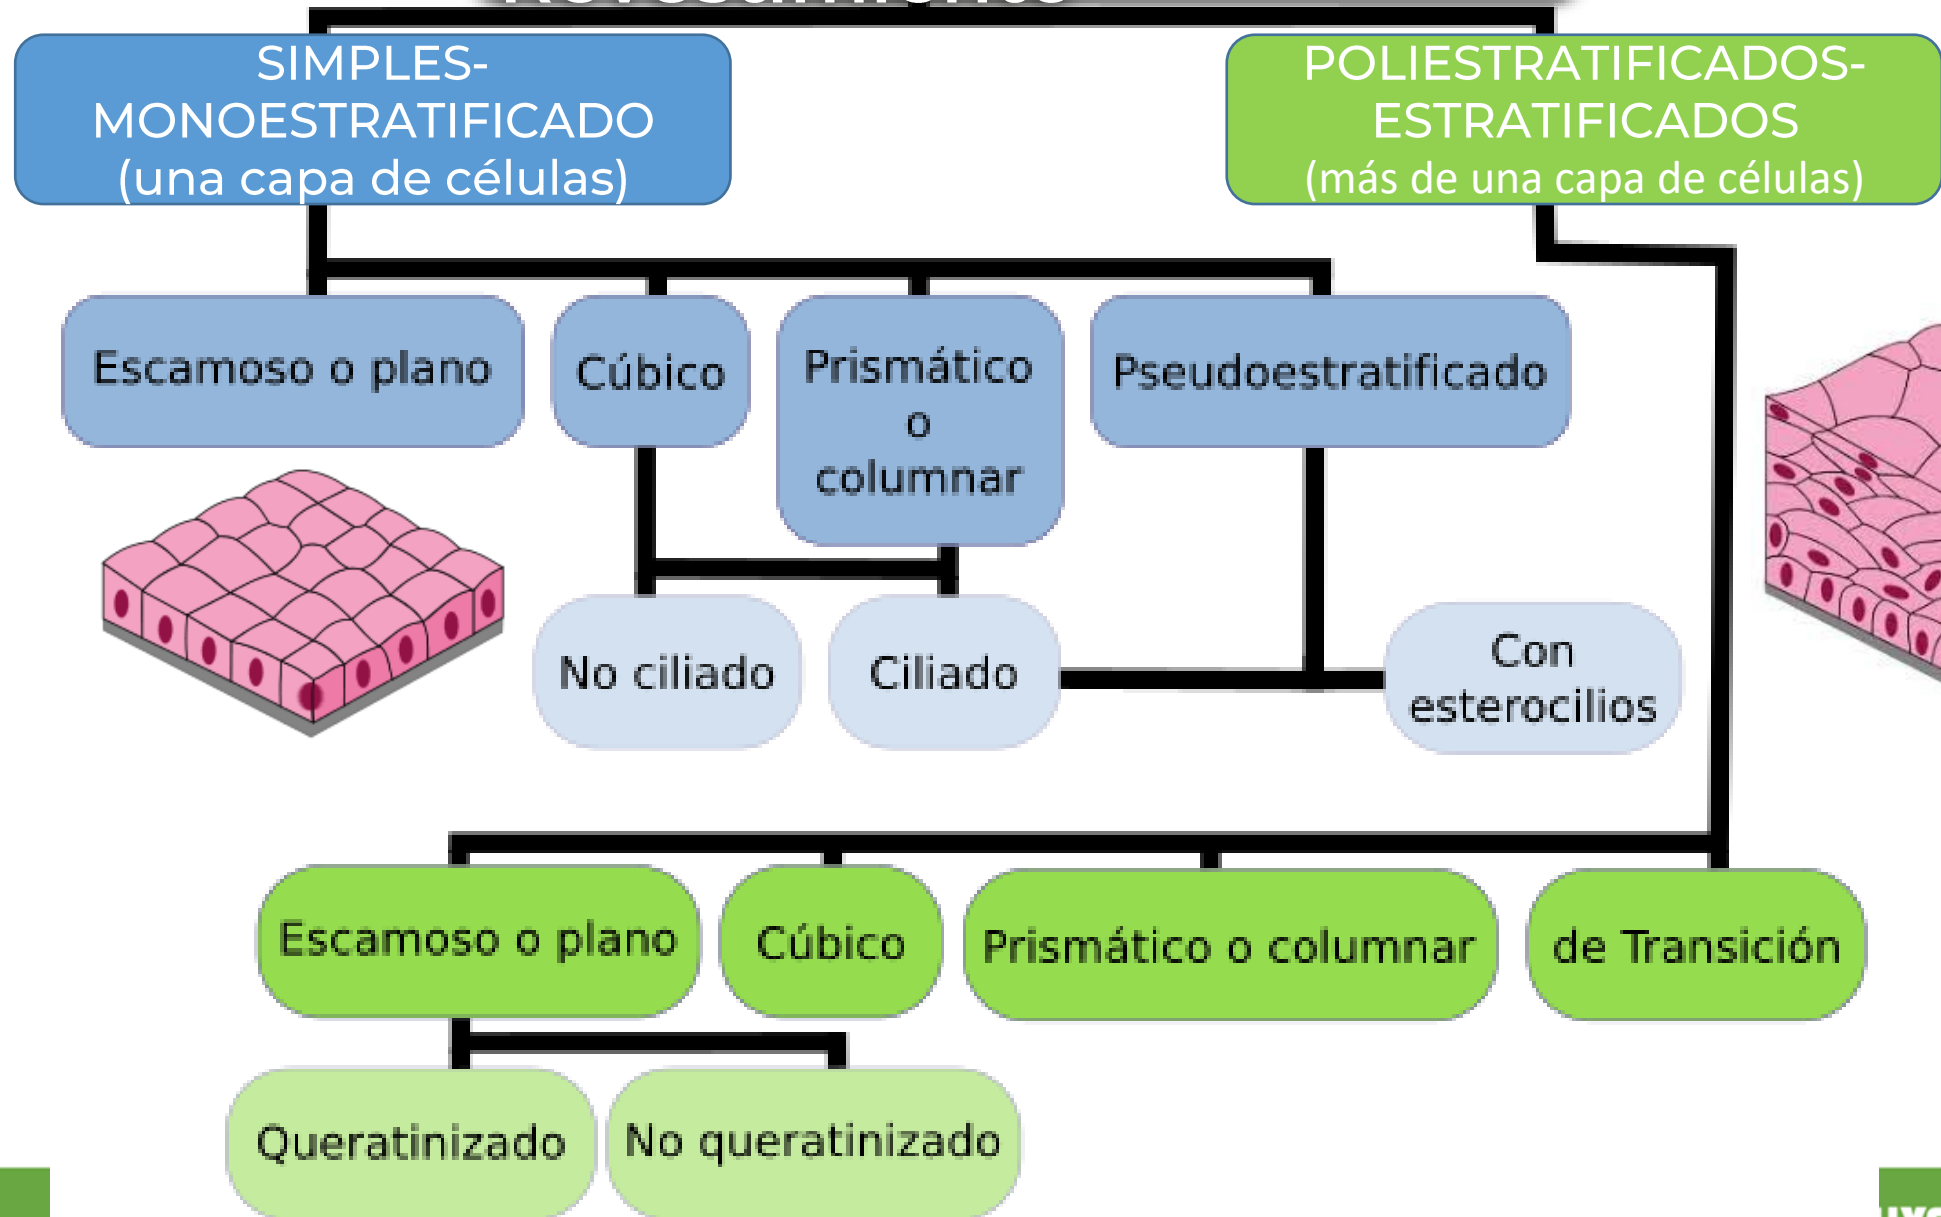 Revestimiento
SIMPLES-
MONOESTRATIFICADO
(una capa de células)
POLIESTRATIFICADOS-
ESTRATIFICADOS
(más de una capa de células)
Escamoso o plano
Cúbico
Prismático
o
columnar
Pseudoestratificado
No ciliado
Ciliado
Con
esterocilios
Escamoso o plano
Cúbico
Prismático o columnar
de Transición
Queratinizado
No queratinizado